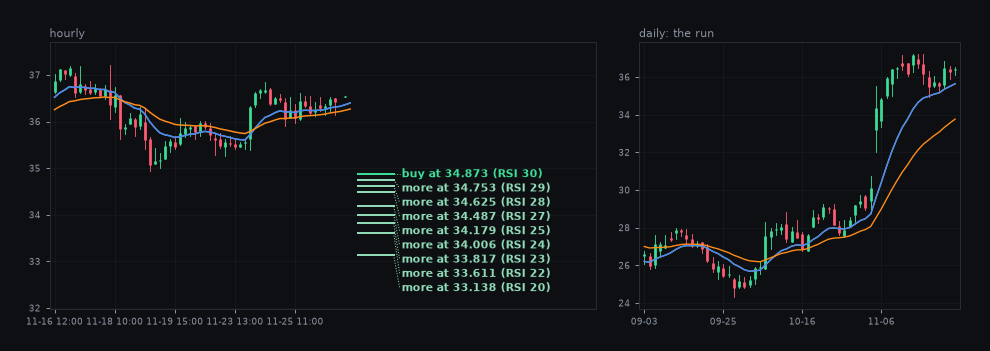 hourly
37
36
35
34
33
32
11-16 12:00 11-18 10:00 11-19 15:00 11-23 13:00 11-25 11:00
buy at 34.873 (RSI 30)
more at 34.753 (RSI 29)
more at 34.625 (RSI 28)
more at 34.487 (RSI 27)
more at 34.179 (RSI 25)
more at 34.006 (RSI 24)
more at 33.817 (RSI 23)
more at 33.611 (RSI 22)
more at 33.138 (RSI 20)
daily: the run
36
34
32
30
28
26
24
09-03 09-25 10-16 11-06